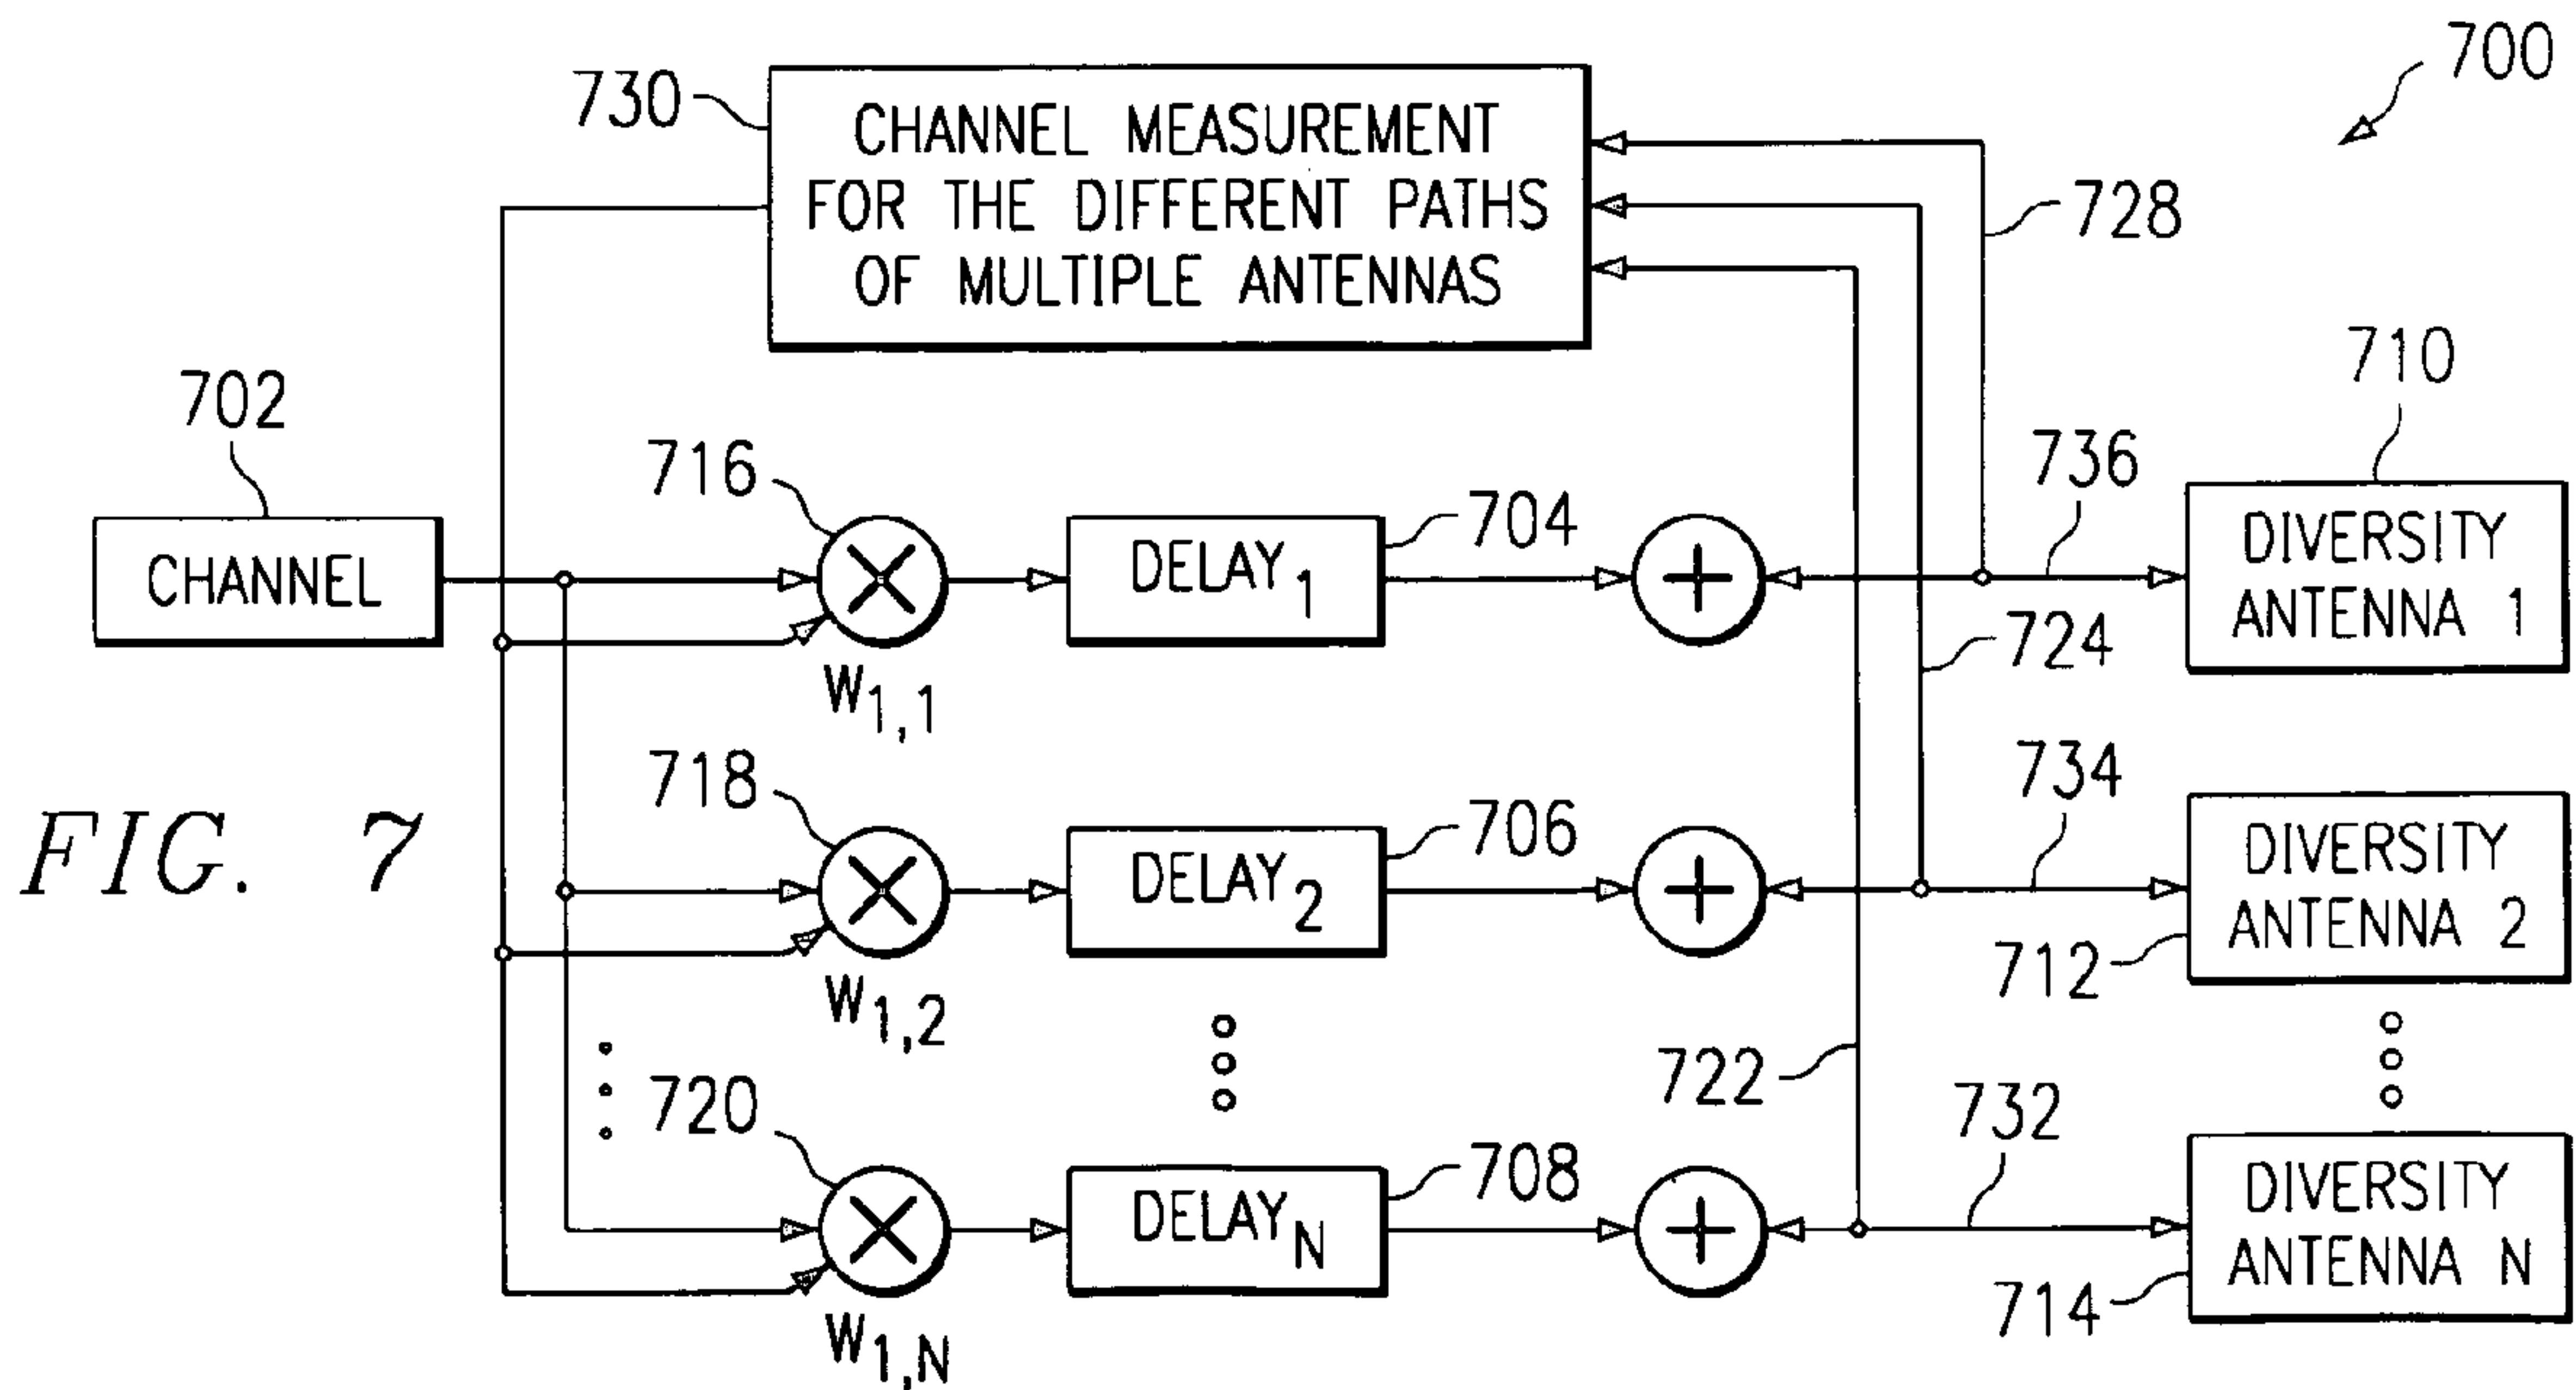 700
730
CHANNEL MEASUREMENT
FOR THE DIFFERENT PATHS
OF MULTIPLE ANTENNAS
728
702
CHANNEL
716
W1,1
DELAY1
704
736
710
DIVERSITY
ANTENNA 1
724
FIG. 7
718
W1,2
DELAY2
706
734
DIVERSITY
ANTENNA 2
712
722
720
W1,N
DELAYN
708
732
DIVERSITY
ANTENNA N
714